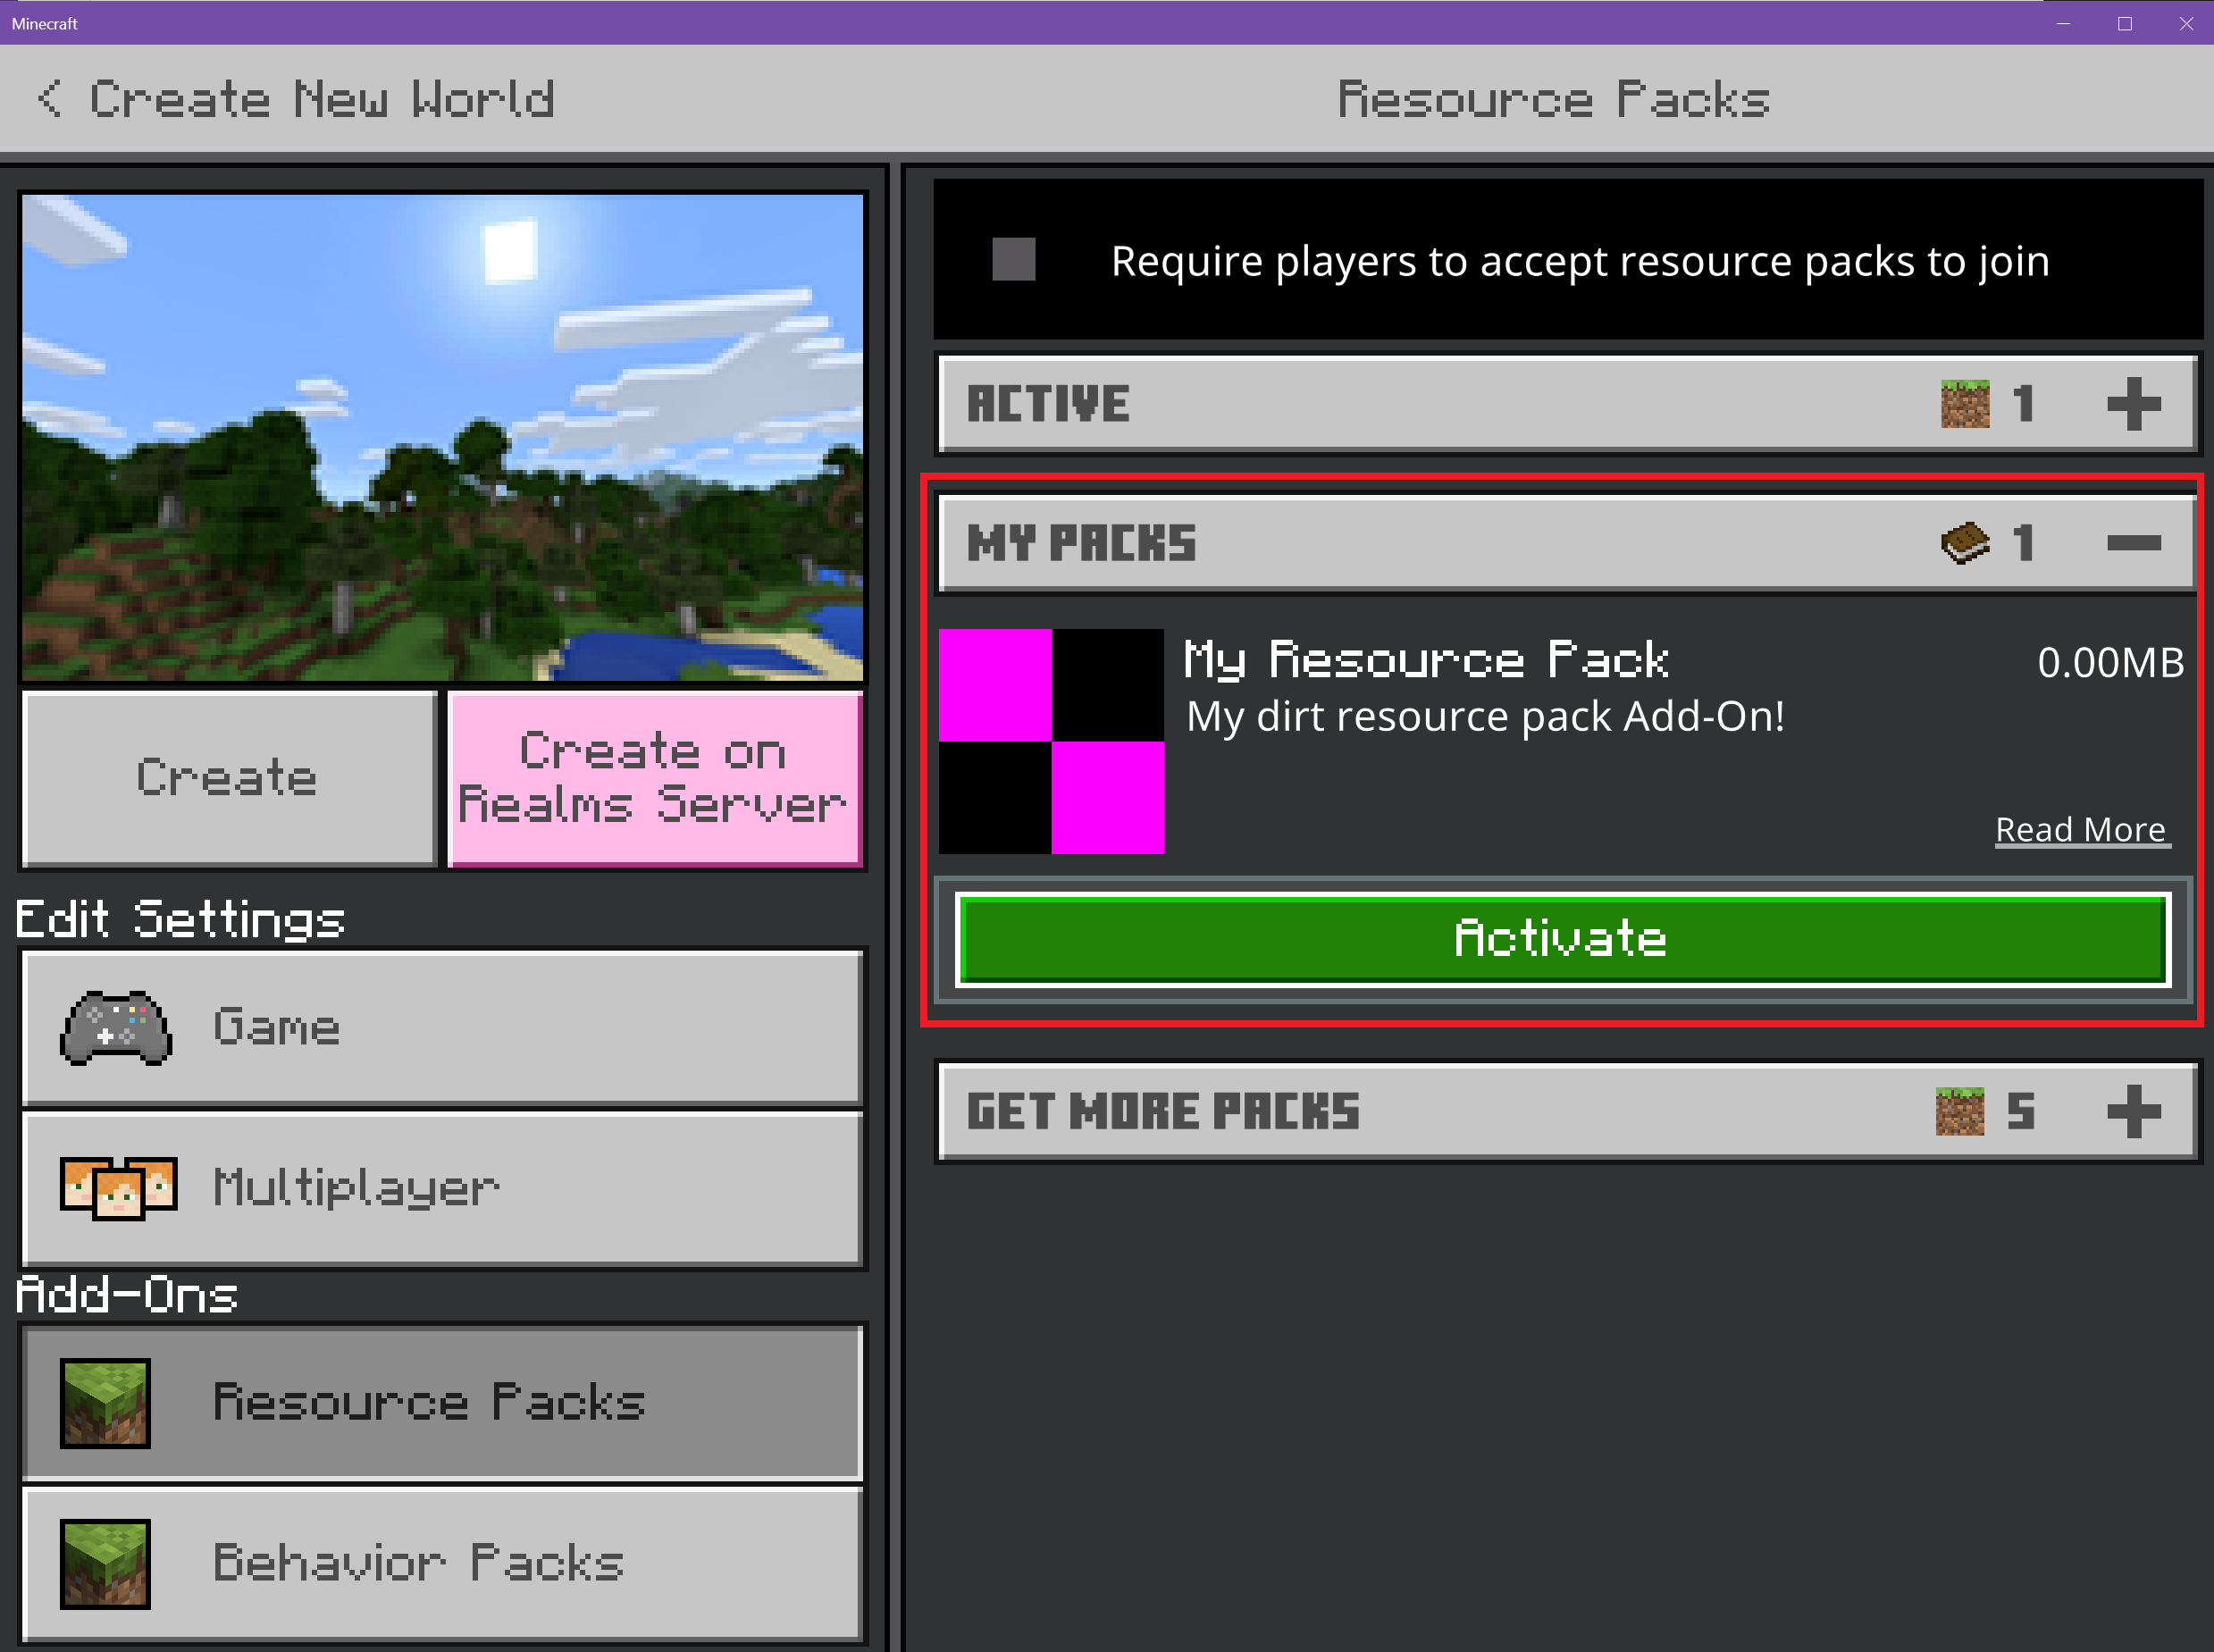 Minecraft
Create New World
Resource Packs
Require players to accept resource packs to join
ACTIVE 1
MY PACKS 1
My Resource Pack 0.00MB
My dirt resource pack Add-On!
Read More
Activate
GET MORE PACKS 5
Create
Create on
Realms Server
Edit Settings
Game
Multiplayer
Add-Ons
Resource Packs
Behavior Packs